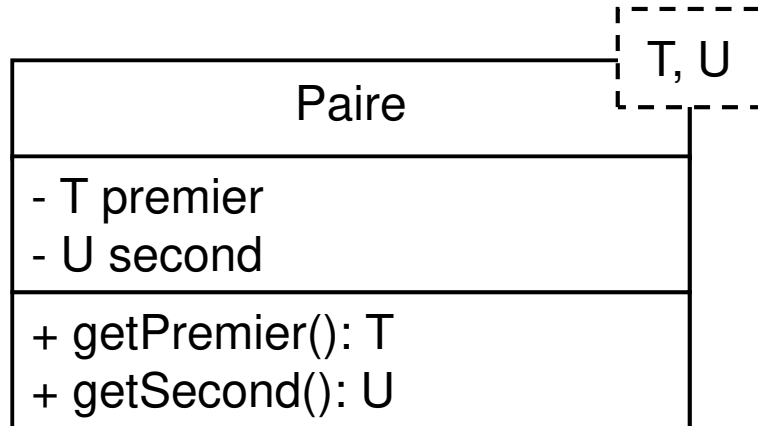 T, U
Paire
- T premier
- U second
+ getPremier(): T
+ getSecond(): U